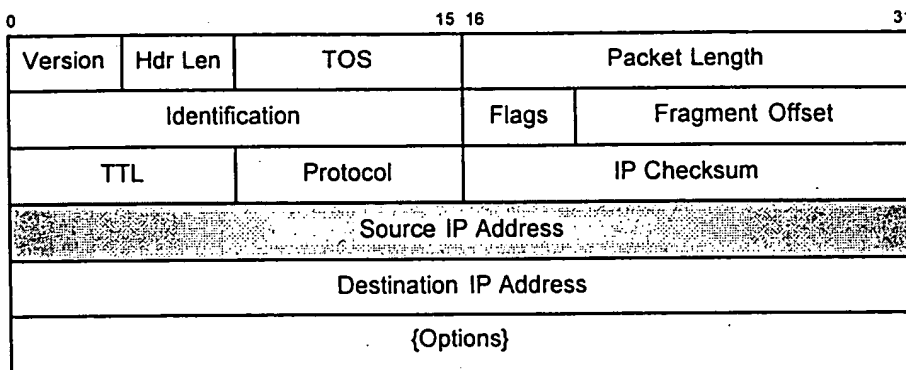 0 15 16 31
Version Hdr Len TOS Packet Length
Identification Flags Fragment Offset
TTL Protocol IP Checksum
Source IP Address
Destination IP Address
{Options}